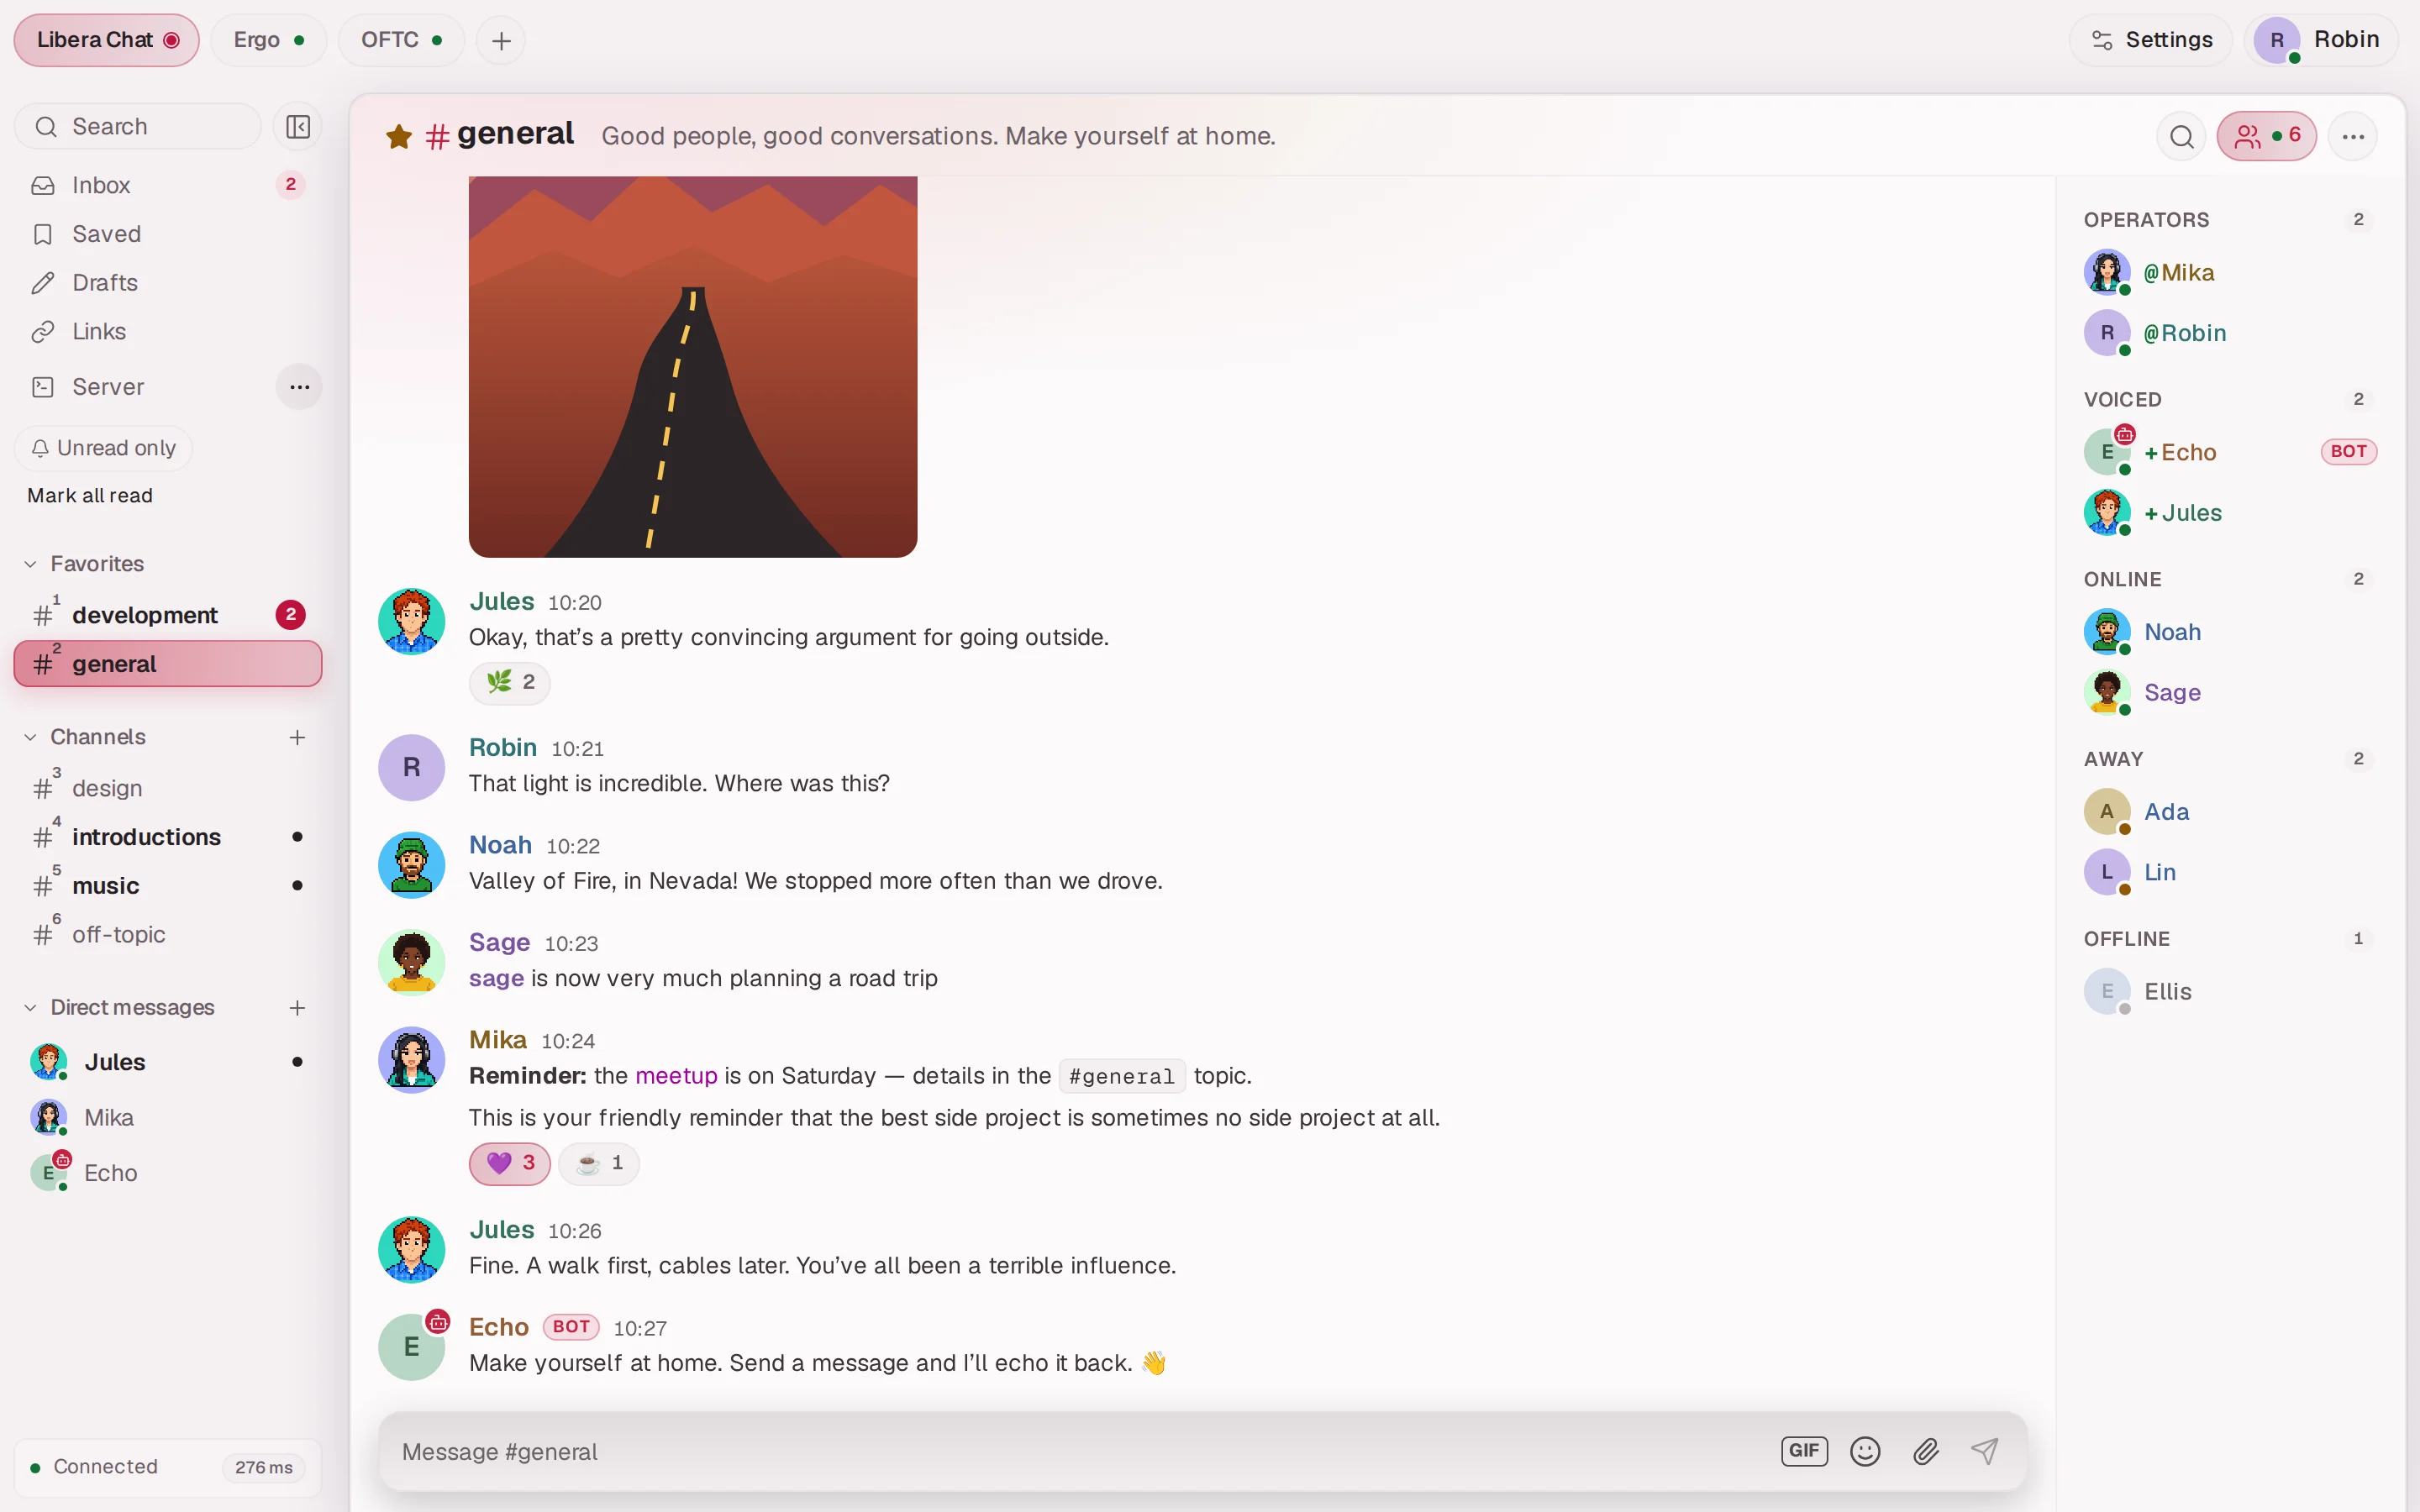 Libera Chat
Ergo
OFTC
Settings
R
Robin
Search
Inbox
2
Saved
Drafts
Links
Server
Unread only
Mark all read
Favorites
#1 development 2
#2 general
Channels
#3 design
#4 introductions
#5 music
#6 off-topic
Direct messages
Jules
Mika
E
Echo
Connected 276 ms
# general
Good people, good conversations. Make yourself at home.
6
Jules 10:20
Okay, that’s a pretty convincing argument for going outside.
🌿 2
R
Robin 10:21
That light is incredible. Where was this?
Noah 10:22
Valley of Fire, in Nevada! We stopped more often than we drove.
Sage 10:23
sage is now very much planning a road trip
Mika 10:24
Reminder: the meetup is on Saturday — details in the #general topic.
This is your friendly reminder that the best side project is sometimes no side project at all.
💜 3 ☕ 1
Jules 10:26
Fine. A walk first, cables later. You’ve all been a terrible influence.
E
Echo BOT 10:27
Make yourself at home. Send a message and I’ll echo it back. 👋
Message #general
GIF
OPERATORS 2
@Mika
R
@Robin
VOICED 2
E
+Echo BOT
+Jules
ONLINE 2
Noah
Sage
AWAY 2
A
Ada
L
Lin
OFFLINE 1
E
Ellis